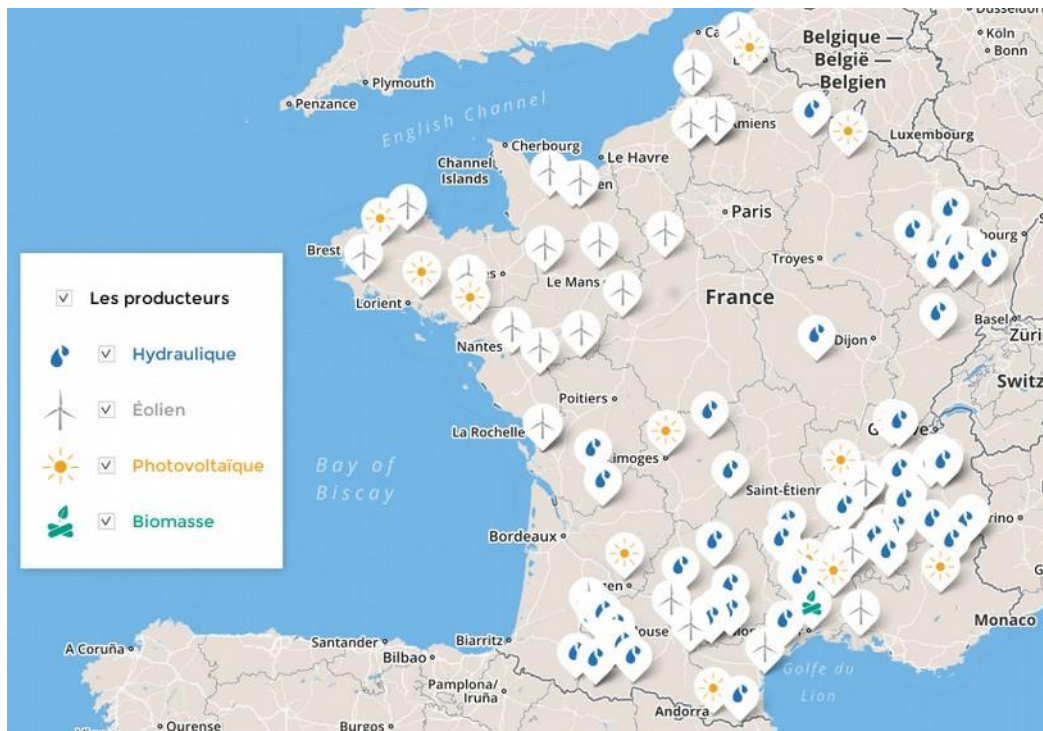 Düsseldorf
Köln
Bonn
Belgique —
België —
Belgien
Plymouth
Penzance
English Channel
Amiens
Luxembourg
Cherbourg
Le Havre
Channel
Islands
Paris
Brest
Troyes
Le Mans
Lorient
France
Basel
Dijon
Züri
Nantes
Switz
Poitiers
La Rochelle
Limoges
Bay of
Biscay
Saint-Étienn
Bordeaux
Monaco
A Coruña
Santander
Biarritz
Bilbao
Golfe du
Lion
Pamplona/
Iruña
Andorra
Ourense
Burgos
Les producteurs
Hydraulique
Éolien
Photovoltaïque
Biomasse